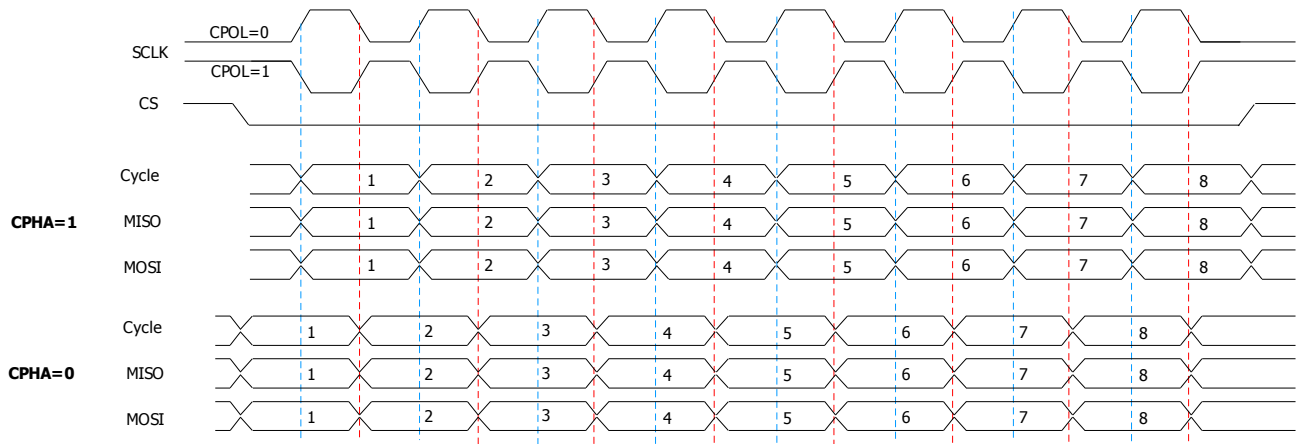 CPOL=0
SCLK
CPOL=1
CS
Cycle 1 2 3 4 5 6 7 8
CPHA=1 MISO 1 2 3 4 5 6 7 8
MOSI 1 2 3 4 5 6 7 8
Cycle 1 2 3 4 5 6 7 8
CPHA=0 MISO 1 2 3 4 5 6 7 8
MOSI 1 2 3 4 5 6 7 8